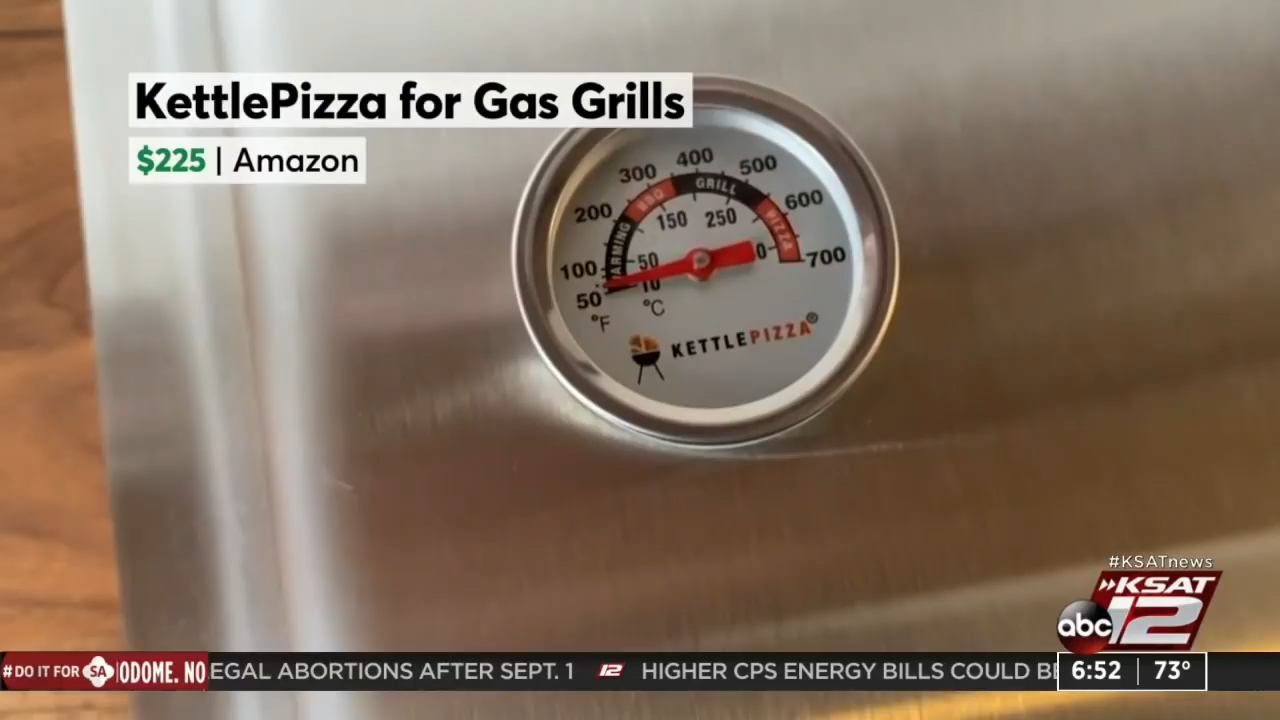 KettlePizza for Gas Grills
$225 | Amazon
50 100 200 300 400 500 600 700
BBQ GRILL PIZZA
50 150 250
10
°F °C
KETTLEPIZZA®
#KSATnews
KSAT
abc 12
#DO IT FOR SA ODOME. NO EGAL ABORTIONS AFTER SEPT. 1 12 HIGHER CPS ENERGY BILLS COULD BE 6:52 73°